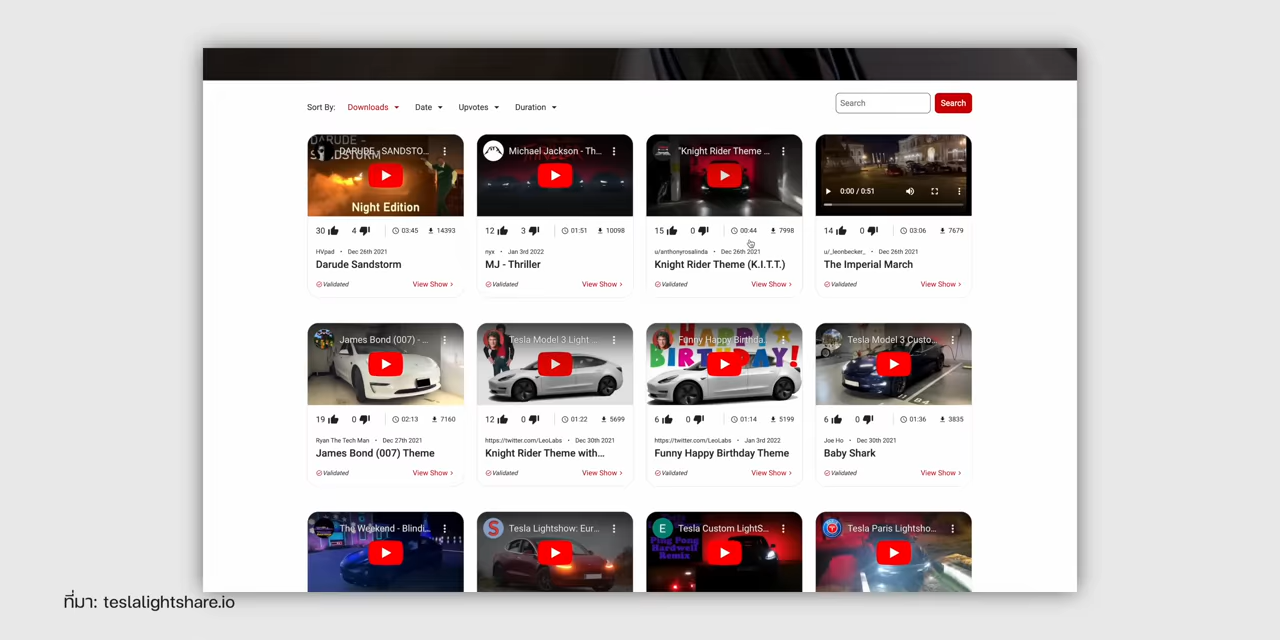 Sort By: Downloads Date Upvotes Duration Search Search
DARUDE - SANDSTO...
Night Edition
30 4 03:45 14393
HVpad • Dec 26th 2021
Darude Sandstorm
Validated View Show >
Michael Jackson - Th...
12 3 01:51 10098
nyx • Jan 3rd 2022
MJ - Thriller
Validated View Show >
"Knight Rider Theme ...
15 0 00:44 7998
u/anthonyrosalinda • Dec 26th 2021
Knight Rider Theme (K.I.T.T.)
Validated View Show >
0:00 / 0:51
14 0 03:06 7679
u/_leonbecker_ • Dec 26th 2021
The Imperial March
Validated View Show >
James Bond (007) - ...
19 0 02:13 7160
Ryan The Tech Man • Dec 27th 2021
James Bond (007) Theme
Validated View Show >
Tesla Model 3 Light ...
12 0 01:22 5699
https://twitter.com/LeoLabs • Dec 30th 2021
Knight Rider Theme with...
Validated View Show >
Funny Happy Birthda...
HAPPY
BIRTHDAY!
6 0 01:14 5199
https://twitter.com/LeoLabs • Jan 3rd 2022
Funny Happy Birthday Theme
Validated View Show >
Tesla Model 3 Custo...
6 0 01:36 3835
Joe Ho • Dec 30th 2021
Baby Shark
Validated View Show >
The Weekend - Blindi...
Tesla Lightshow: Eur...
E Tesla Custom LightS...
Ping Pong
Hardwell
Remix
Tesla Paris Lightsho...
ที่มา: teslalightshare.io